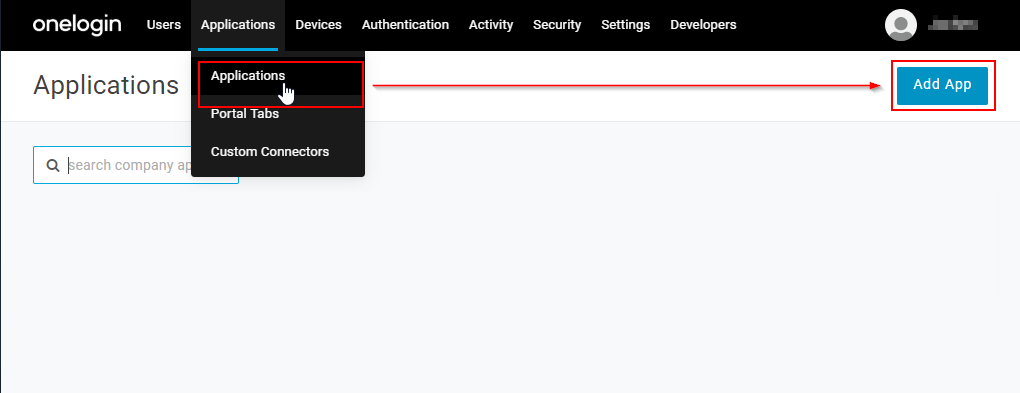 onelogin Users Applications Devices Authentication Activity Security Settings Developers
Applications
Applications
Add App
Portal Tabs
Custom Connectors
search company ap